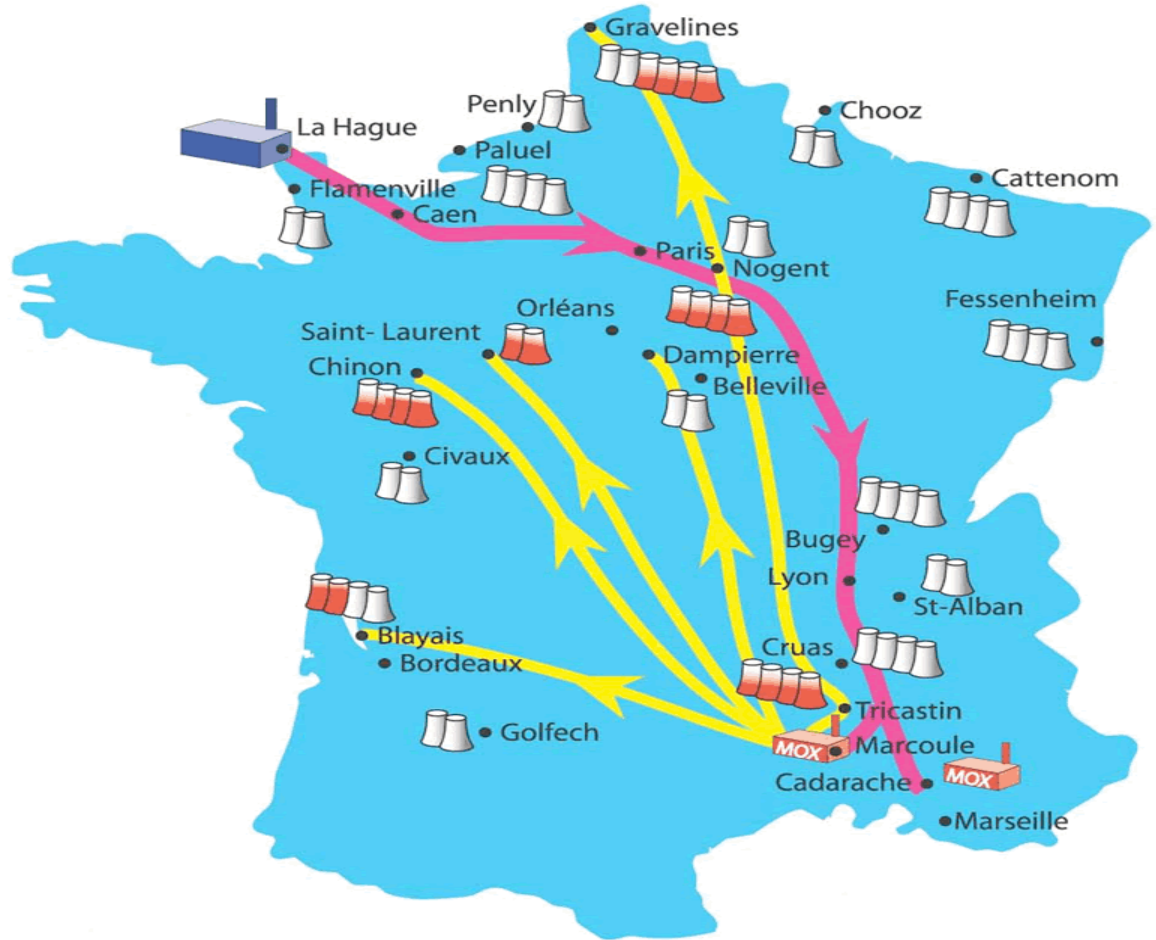 Gravelines
Penly
Chooz
La Hague
Paluel
Cattenom
Flamenville
Caen
Paris
Nogent
Fessenheim
Orléans
Saint- Laurent
Dampierre
Chinon
Belleville
Civaux
Bugey
Lyon
St-Alban
Blayais
Cruas
Bordeaux
Tricastin
Golfech
MOX
Marcoule
Cadarache
MOX
Marseille